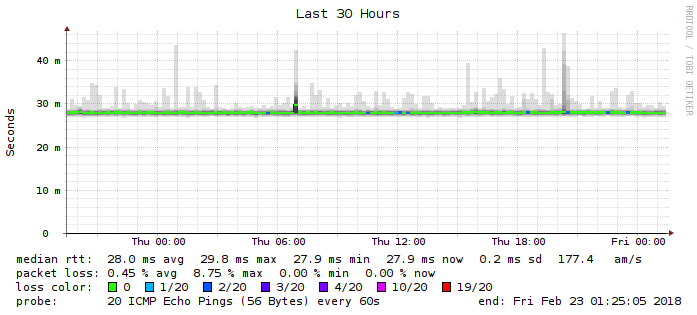 Last 30 Hours
RRDTOOL / TOBI OETIKER
Seconds
40 m
30 m
20 m
10 m
0
Thu 00:00 Thu 06:00 Thu 12:00 Thu 18:00 Fri 00:00
median rtt: 28.0 ms avg 29.8 ms max 27.9 ms min 27.9 ms now 0.2 ms sd 177.4 am/s
packet loss: 0.45 % avg 8.75 % max 0.00 % min 0.00 % now
loss color: 0 1/20 2/20 3/20 4/20 10/20 19/20
probe: 20 ICMP Echo Pings (56 Bytes) every 60s end: Fri Feb 23 01:25:05 2018